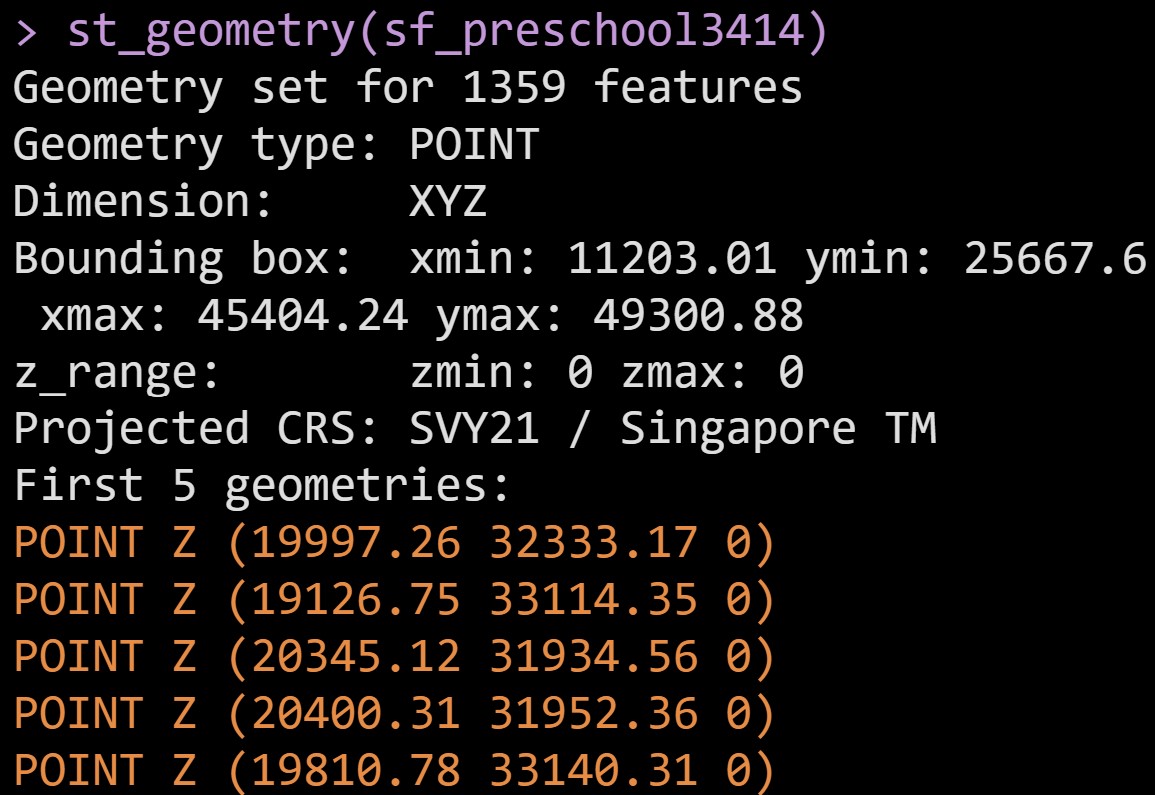 > st_geometry(sf_preschool3414)
Geometry set for 1359 features
Geometry type: POINT
Dimension:     XYZ
Bounding box:  xmin: 11203.01 ymin: 25667.6
 xmax: 45404.24 ymax: 49300.88
z_range:       zmin: 0 zmax: 0
Projected CRS: SVY21 / Singapore TM
First 5 geometries:
POINT Z (19997.26 32333.17 0)
POINT Z (19126.75 33114.35 0)
POINT Z (20345.12 31934.56 0)
POINT Z (20400.31 31952.36 0)
POINT Z (19810.78 33140.31 0)